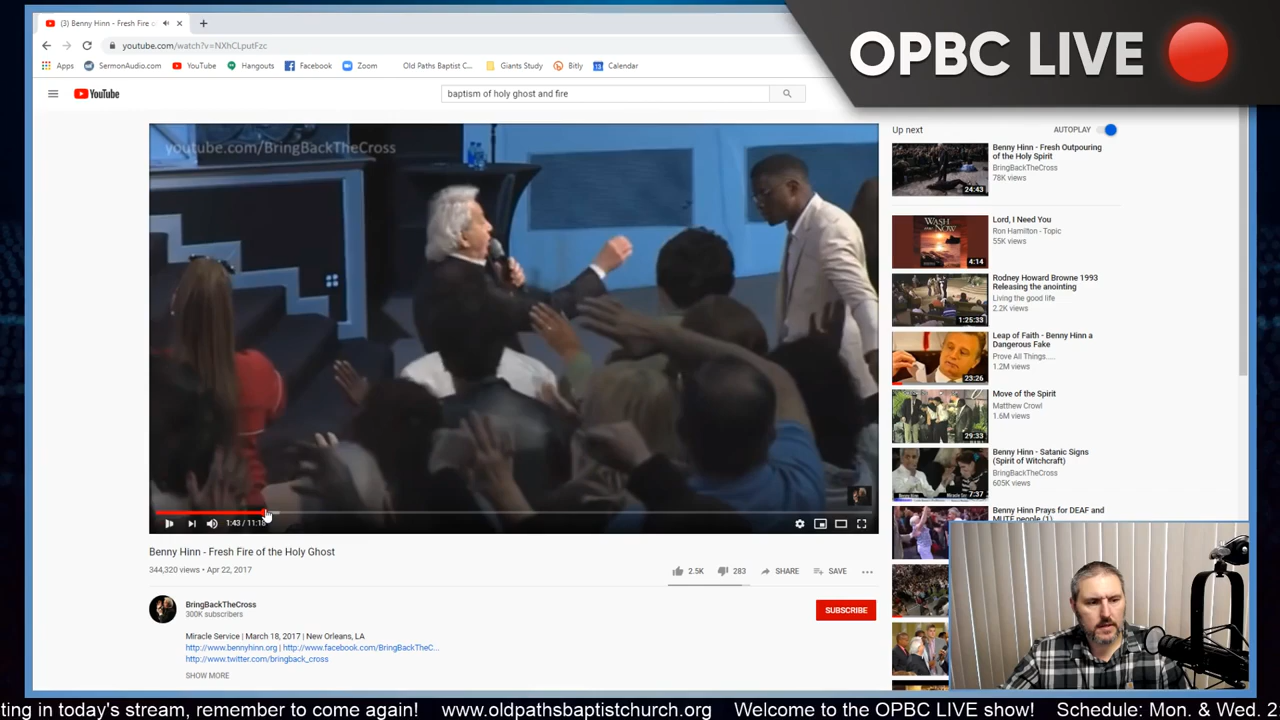 (3) Benny Hinn - Fresh Fire o
youtube.com/watch?v=NXhCLputFzc
OPBC LIVE
Apps SermonAudio.com YouTube Hangouts Facebook Zoom Old Paths Baptist C... Giants Study Bitly Calendar
YouTube
baptism of holy ghost and fire
youtube.com/BringBackTheCross
1:43 / 11:18
Benny Hinn - Fresh Fire of the Holy Ghost
344,320 views • Apr 22, 2017
2.5K 283 SHARE SAVE
BringBackTheCross
300K subscribers
SUBSCRIBE
Miracle Service | March 18, 2017 | New Orleans, LA
http://www.bennyhinn.org | http://www.facebook.com/BringBackTheC...
http://www.twitter.com/bringback_cross
SHOW MORE
Up next
AUTOPLAY
Benny Hinn - Fresh Outpouring
of the Holy Spirit
BringBackTheCross
78K views
24:43
Lord, I Need You
Ron Hamilton - Topic
55K views
WASH
NOW
4:14
Rodney Howard Browne 1993
Releasing the anointing
Living the good life
2.2K views
1:25:33
Leap of Faith - Benny Hinn a
Dangerous Fake
Prove All Things.....
1.2M views
23:26
Move of the Spirit
Matthew Crowl
1.6M views
29:33
Benny Hinn - Satanic Signs
(Spirit of Witchcraft)
BringBackTheCross
605K views
7:37
Benny Hinn Prays for DEAF and
MUTE people (1)
ting in today's stream, remember to come again! www.oldpathsbaptistchurch.org Welcome to the OPBC LIVE show! Schedule: Mon. & Wed. 2